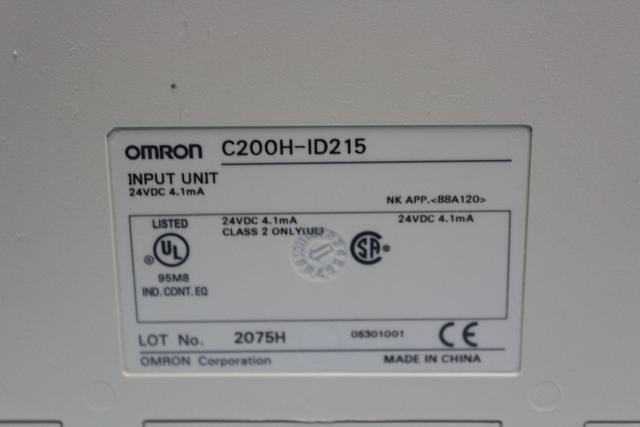 OMRON C200H-ID215
INPUT UNIT
24VDC 4.1mA
NK APP.<88A120>
LISTED
UL
®
95M8
IND. CONT. EQ
24VDC 4.1mA
CLASS 2 ONLY(UL)
SA ®
24VDC 4.1mA
LOT No. 2075H 05301001 CE
OMRON Corporation MADE IN CHINA